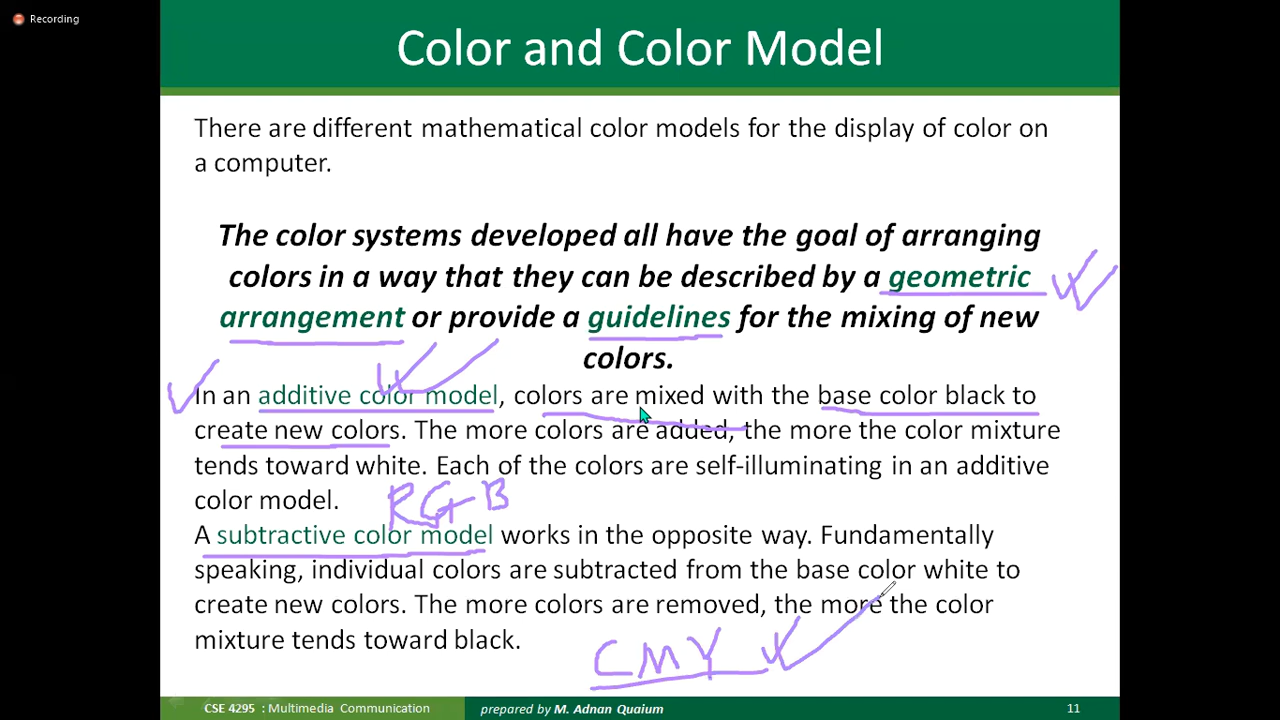 Recording
Color and Color Model
There are different mathematical color models for the display of color on
a computer.
The color systems developed all have the goal of arranging
colors in a way that they can be described by a geometric
arrangement or provide a guidelines for the mixing of new
colors.
In an additive color model, colors are mixed with the base color black to
create new colors. The more colors are added, the more the color mixture
tends toward white. Each of the colors are self-illuminating in an additive
color model.
RGB
A subtractive color model works in the opposite way. Fundamentally
speaking, individual colors are subtracted from the base color white to
create new colors. The more colors are removed, the more the color
mixture tends toward black.
CMY
CSE 4295 : Multimedia Communication prepared by M. Adnan Quaium 11